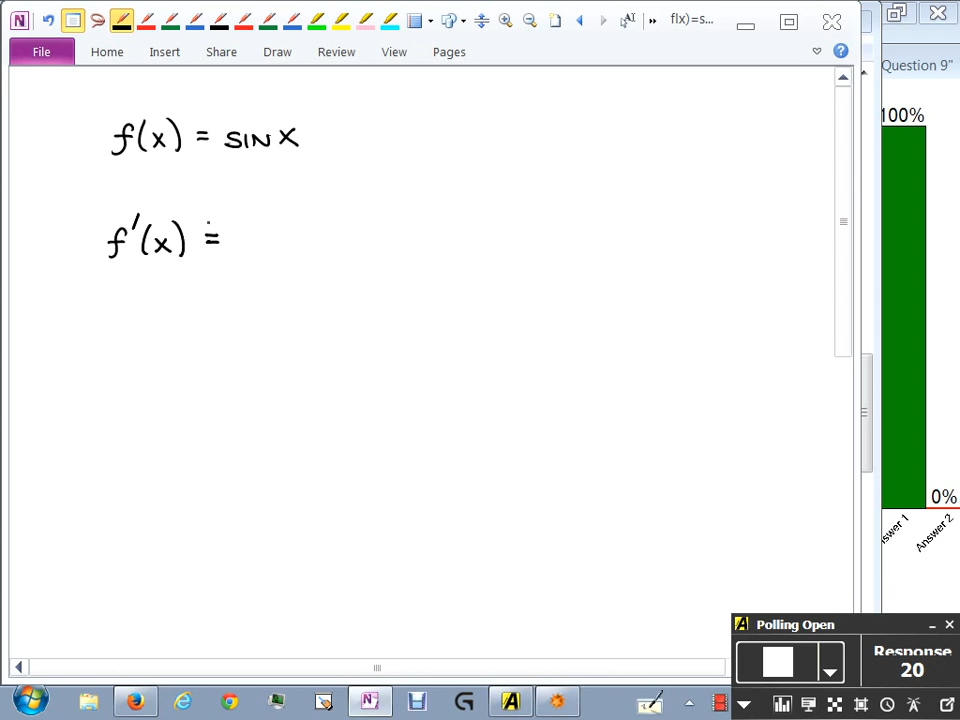 f(x)=s...
File Home Insert Share Draw Review View Pages
Question 9"
f(x) = sin x
f'(x) =
100%
0%
nswer 1
Answer 2
Polling Open
Response
20